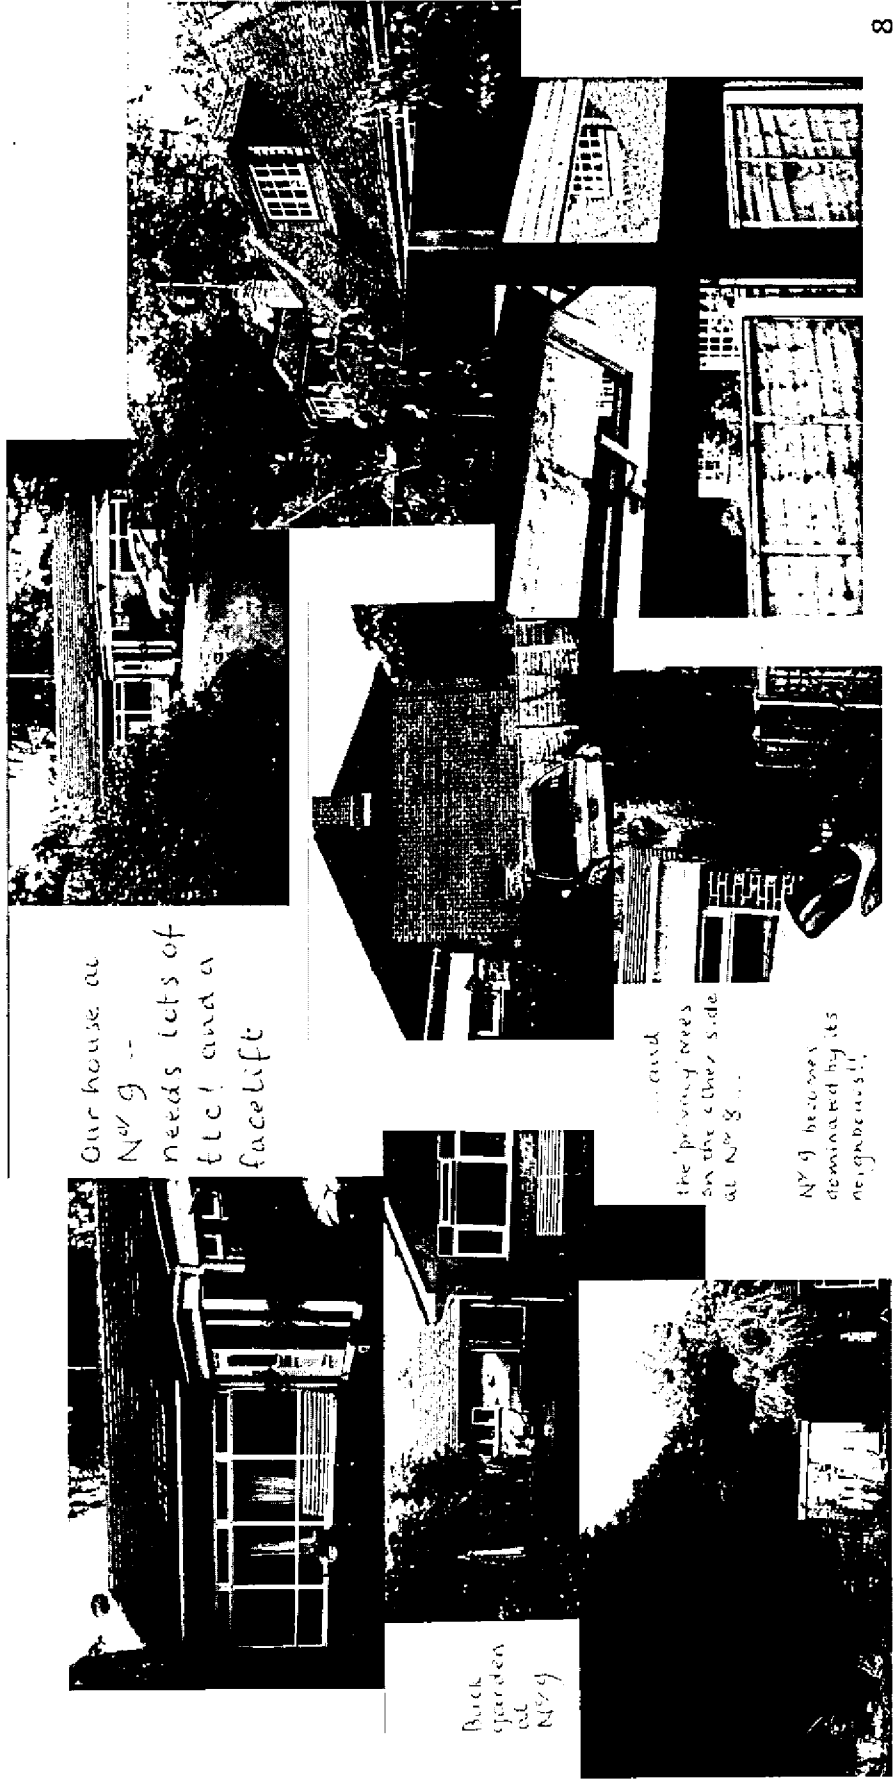 Our house at
Nº 9 --
needs lots of
tlc! and a
facelift
Back
garden
at
Nº 9
... and
the 'privacy' trees
on the other side
at Nº 8 ...
Nº 9 becomes
dominated by its
neighbours!!
8